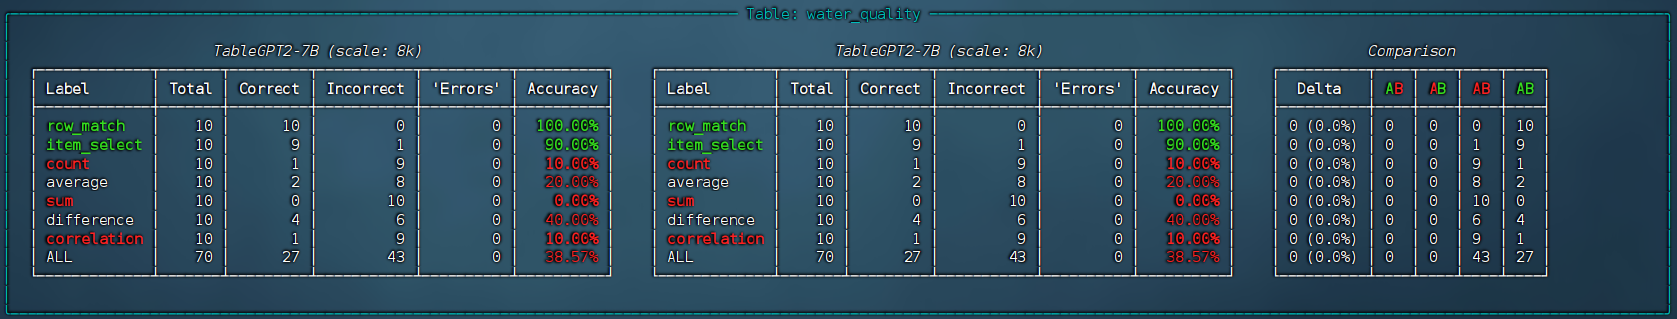 Table: water_quality
TableGPT2-7B (scale: 8k) TableGPT2-7B (scale: 8k) Comparison
Label Total Correct Incorrect 'Errors' Accuracy Label Total Correct Incorrect 'Errors' Accuracy Delta AB AB AB AB
row_match 10 10 0 0 100.00% row_match 10 10 0 0 100.00% 0 (0.0%) 0 0 0 10
item_select 10 9 1 0 90.00% item_select 10 9 1 0 90.00% 0 (0.0%) 0 0 1 9
count 10 1 9 0 10.00% count 10 1 9 0 10.00% 0 (0.0%) 0 0 9 1
average 10 2 8 0 20.00% average 10 2 8 0 20.00% 0 (0.0%) 0 0 8 2
sum 10 0 10 0 0.00% sum 10 0 10 0 0.00% 0 (0.0%) 0 0 10 0
difference 10 4 6 0 40.00% difference 10 4 6 0 40.00% 0 (0.0%) 0 0 6 4
correlation 10 1 9 0 10.00% correlation 10 1 9 0 10.00% 0 (0.0%) 0 0 9 1
ALL 70 27 43 0 38.57% ALL 70 27 43 0 38.57% 0 (0.0%) 0 0 43 27